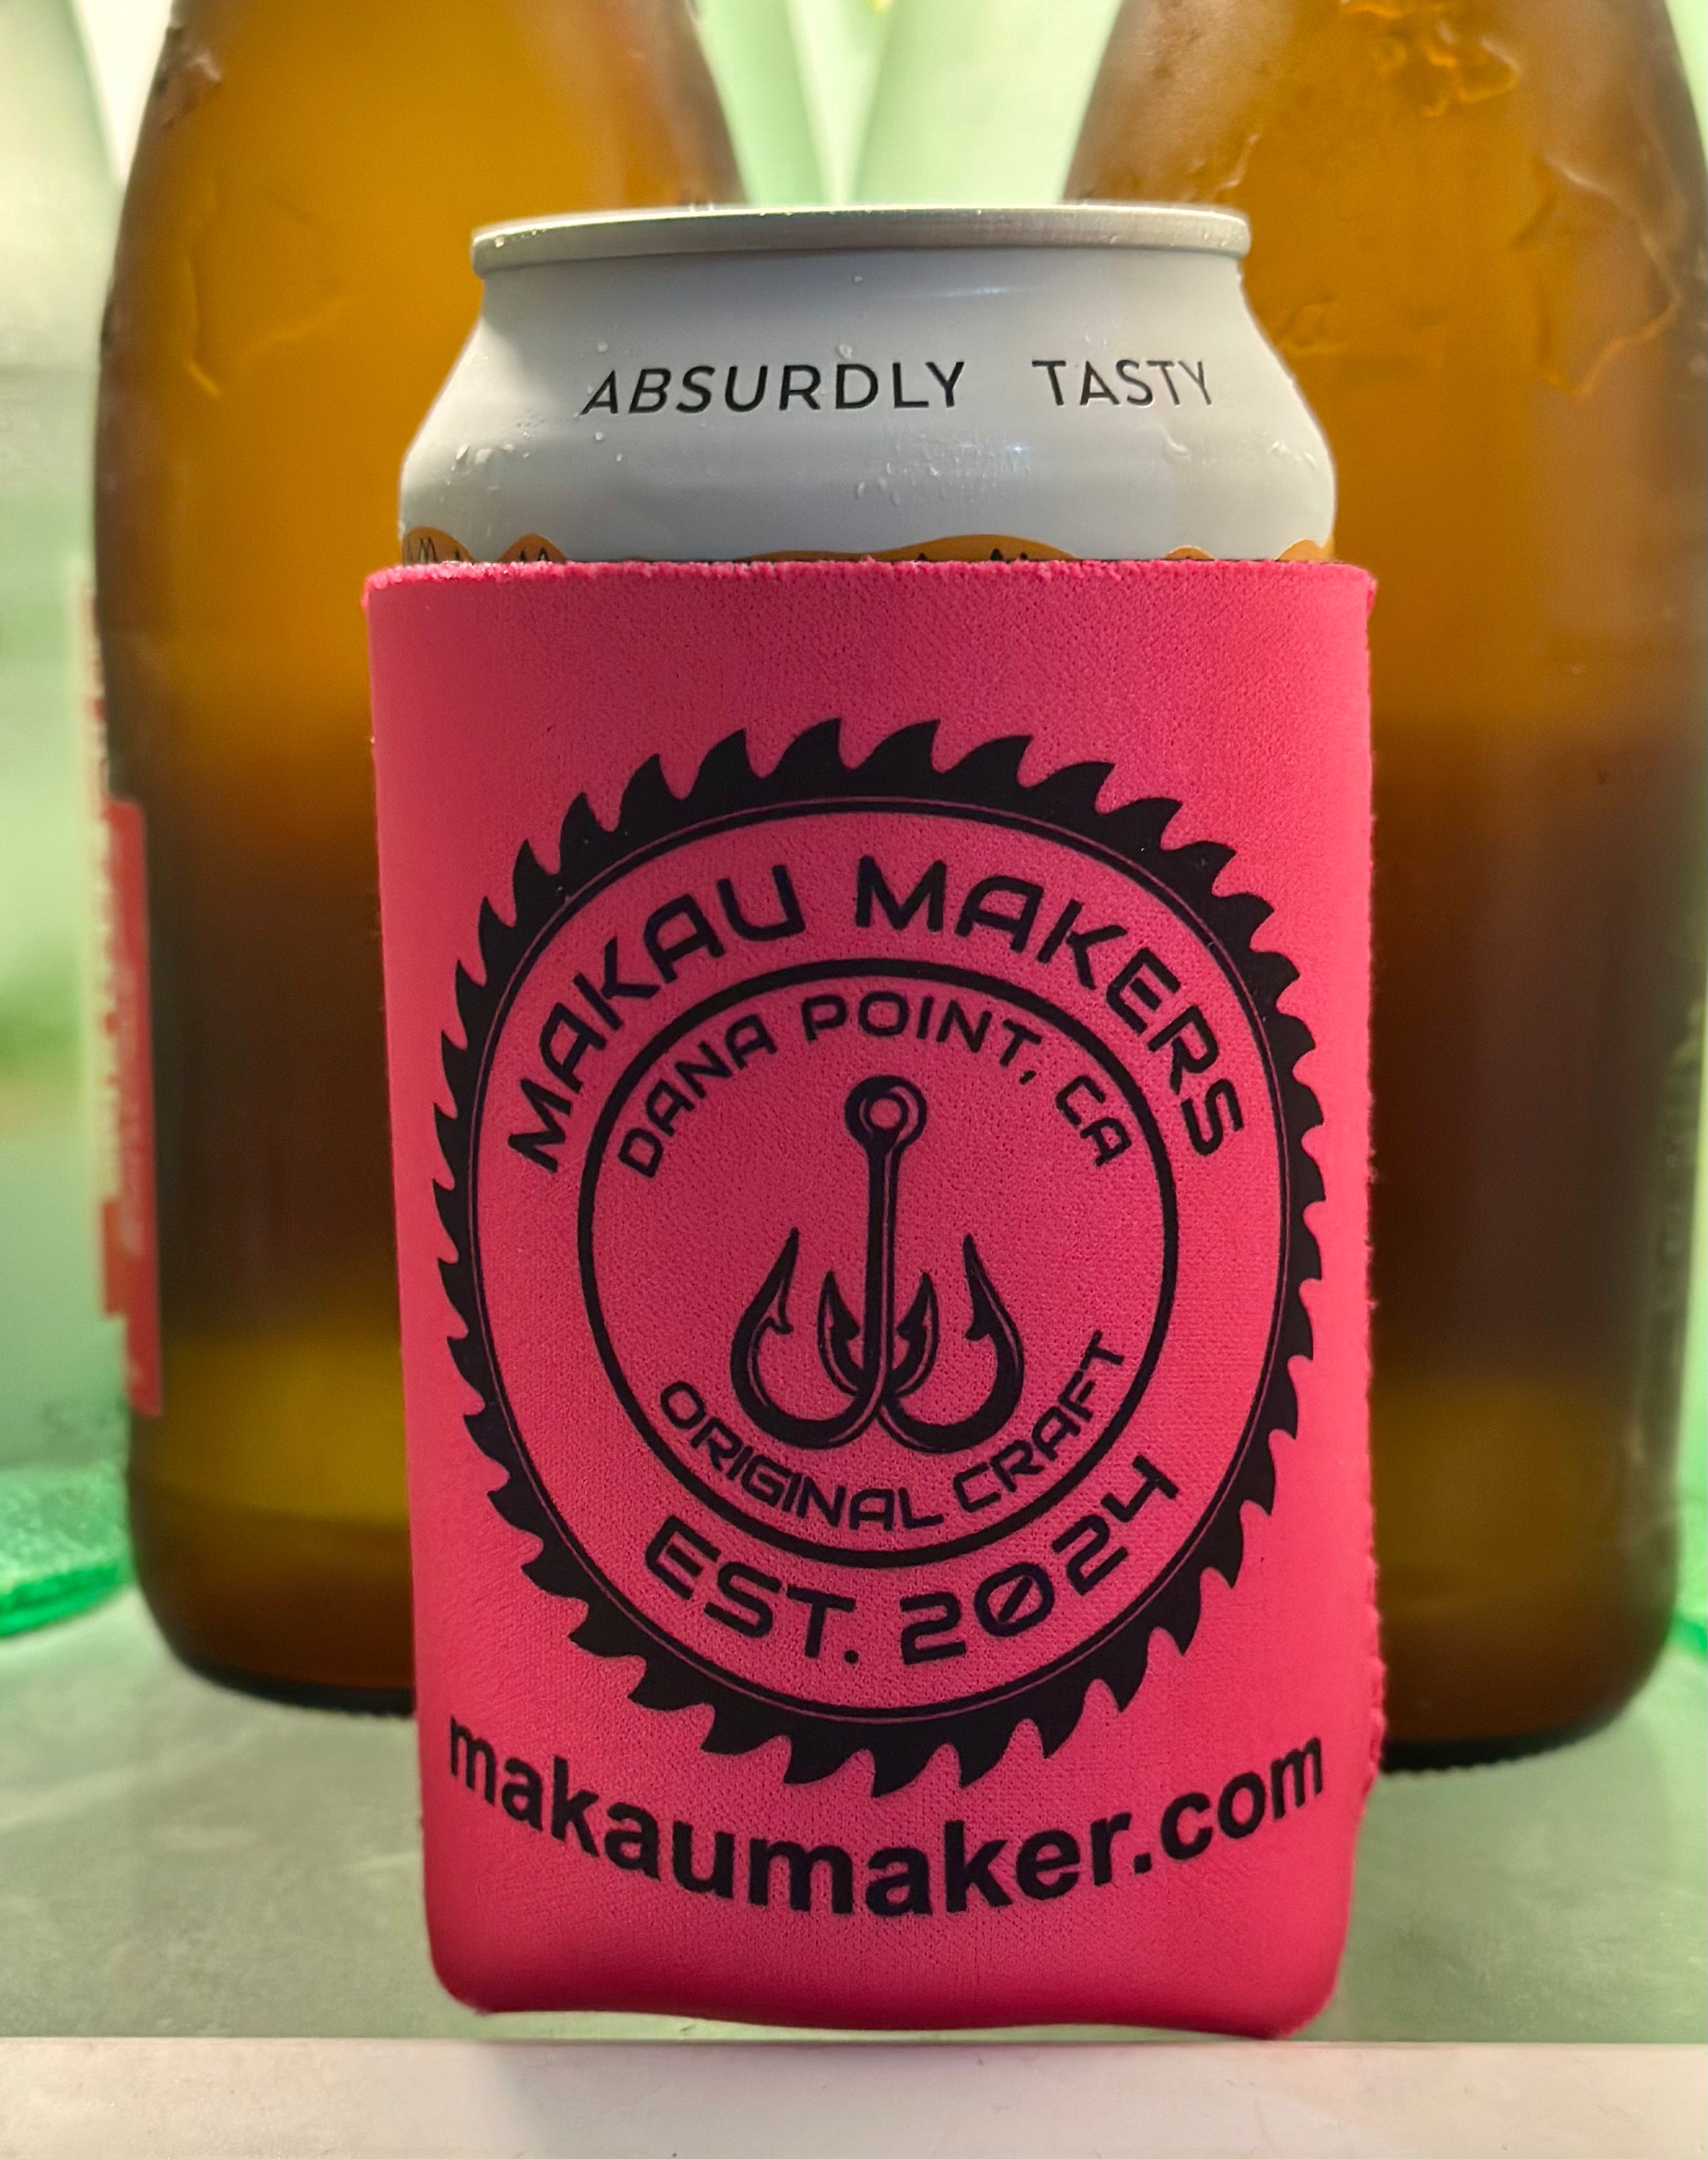 ABSURDLY TASTY
MAKAU MAKERS
DANA POINT, CA
ORIGINAL CRAFT
EST. 2024
makaumaker.com